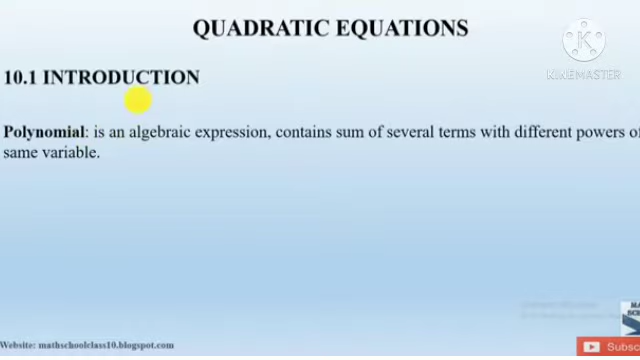 QUADRATIC EQUATIONS
KINEMASTER
10.1 INTRODUCTION
Polynomial: is an algebraic expression, contains sum of several terms with different powers of
same variable.
Website: mathschoolclass10.blogspot.com